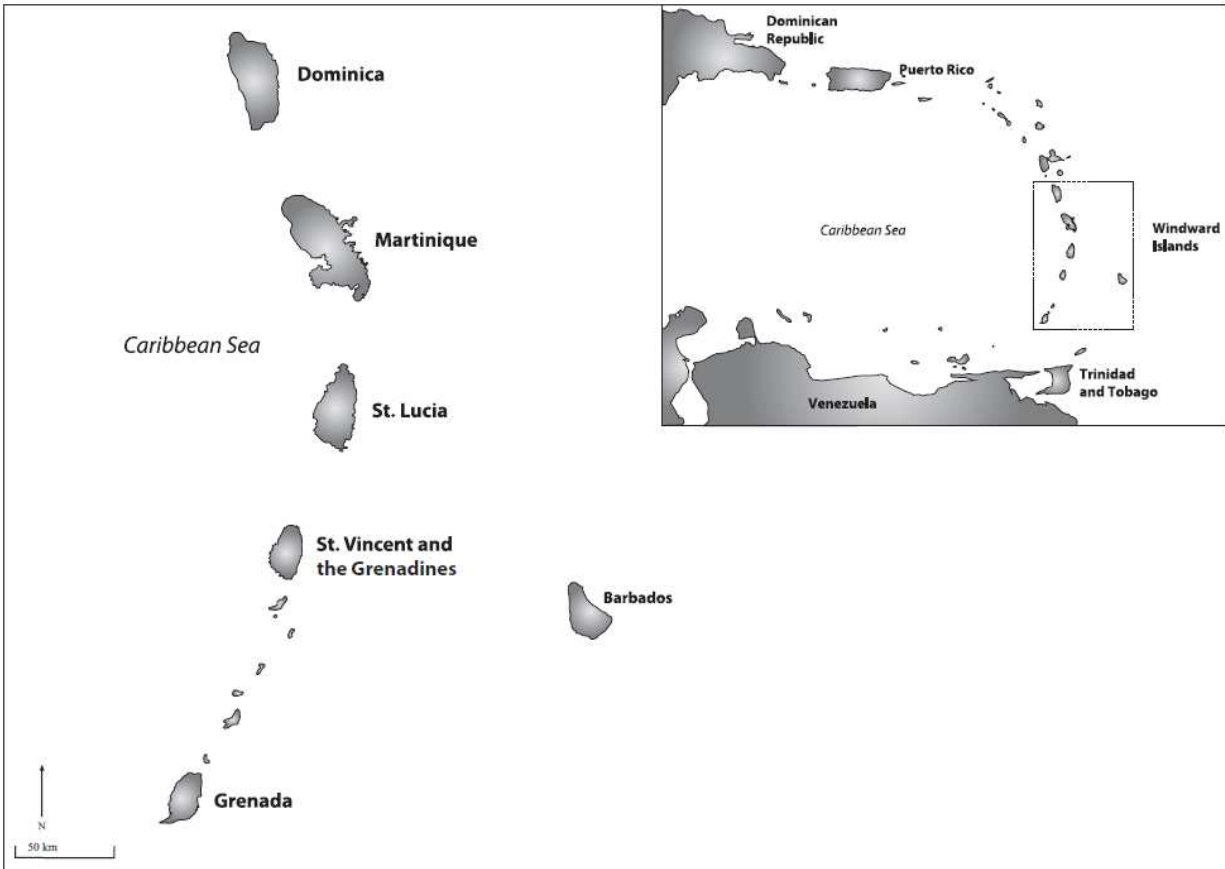 Dominica
Martinique
Caribbean Sea
St. Lucia
St. Vincent and
the Grenadines
Barbados
Grenada
N
50 km
Dominican
Republic
Puerto Rico
Caribbean Sea
Windward
Islands
Venezuela
Trinidad
and Tobago